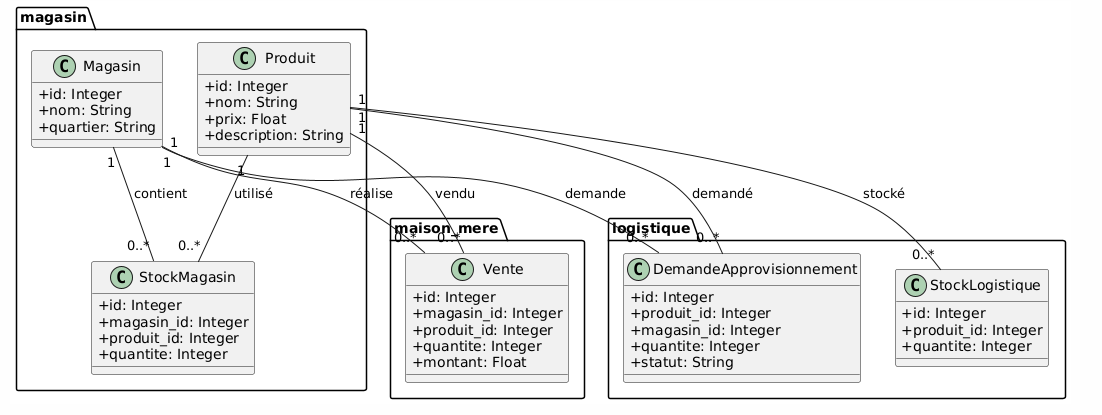 magasin
C Magasin
+id: Integer
+nom: String
+quartier: String
C Produit
+id: Integer
+nom: String
+prix: Float
+description: String
1
1
1
1
1
1
1
contient
utilisé
réalise
vendu
demande
demandé
stocké
0..*
0..*
0..*
0..*
0..*
0..*
0..*
C StockMagasin
+id: Integer
+magasin_id: Integer
+produit_id: Integer
+quantite: Integer
maison_mere
C Vente
+id: Integer
+magasin_id: Integer
+produit_id: Integer
+quantite: Integer
+montant: Float
logistique
C DemandeApprovisionnement
+id: Integer
+produit_id: Integer
+magasin_id: Integer
+quantite: Integer
+statut: String
C StockLogistique
+id: Integer
+produit_id: Integer
+quantite: Integer